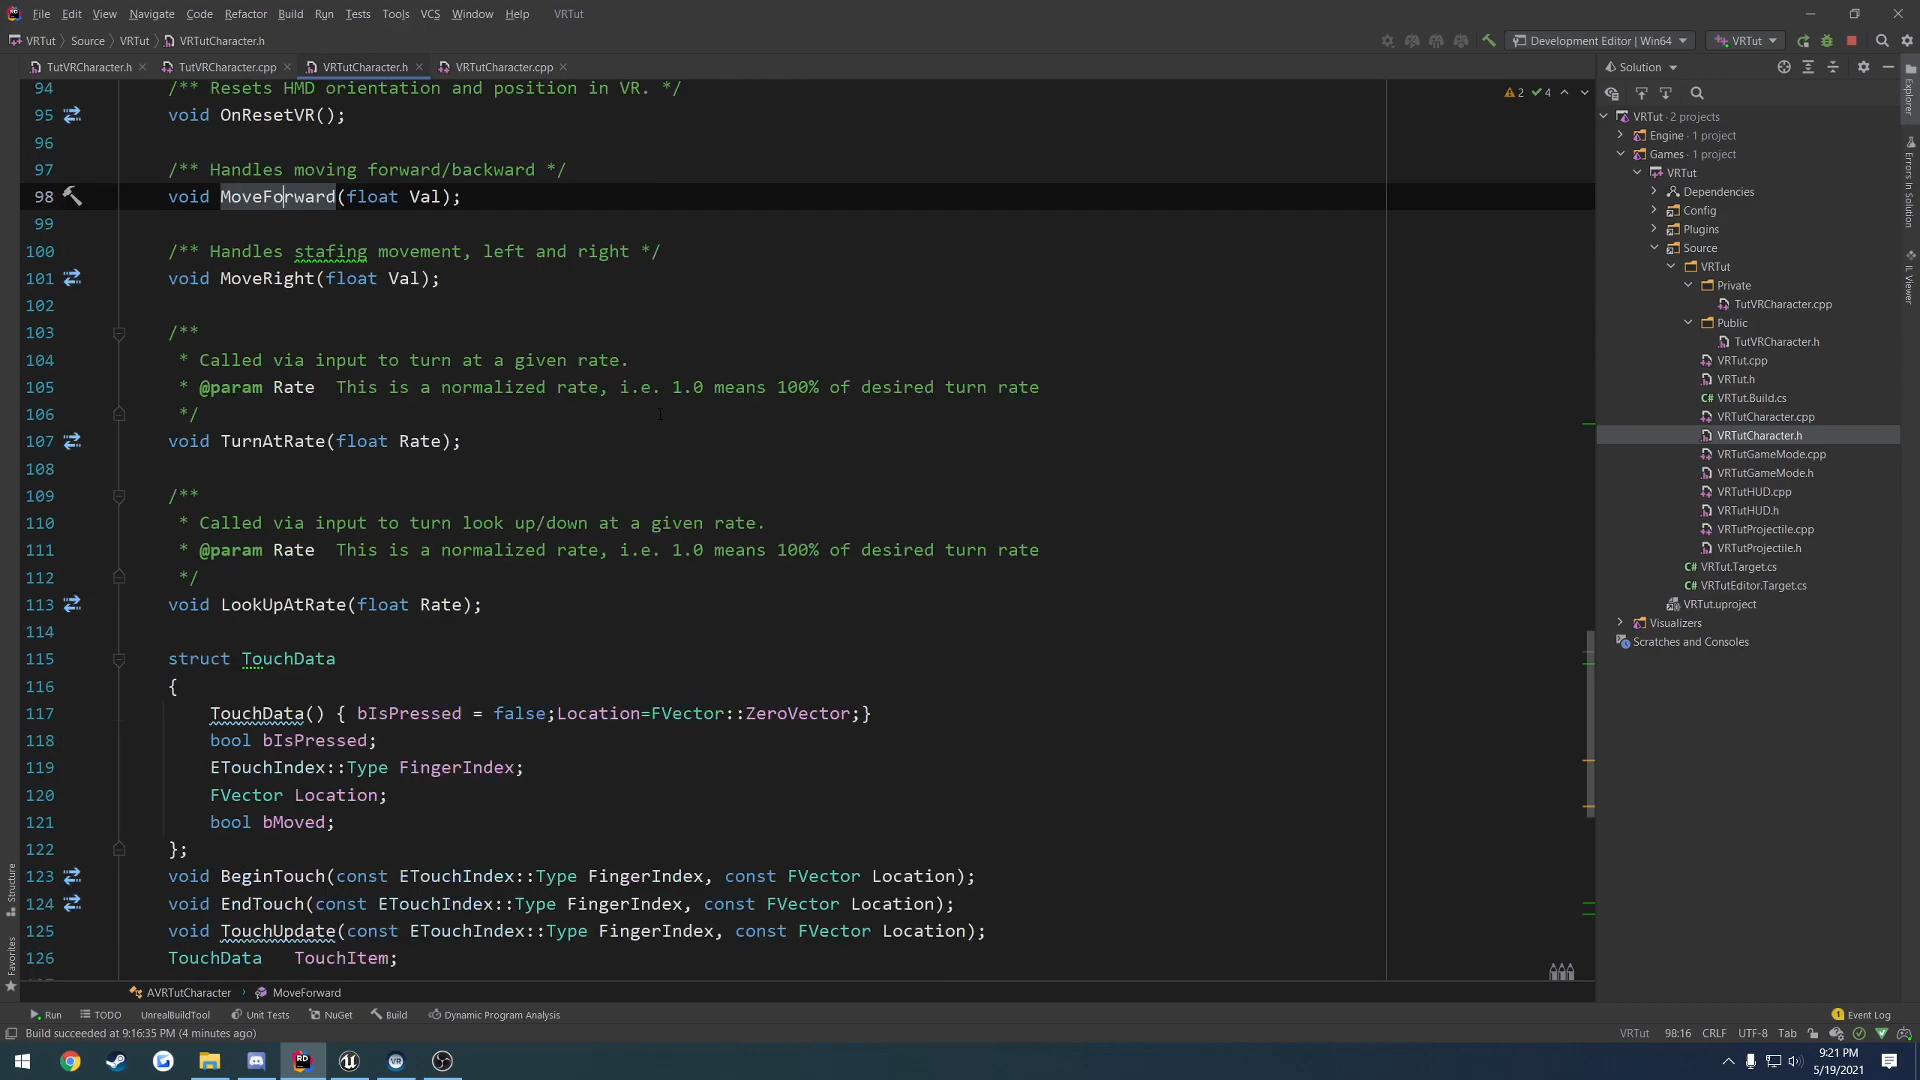 File Edit View Navigate Code Refactor Build Run Tests Tools VCS Window Help VRTut
VRTut Source VRTut VRTutCharacter.h Development Editor | Win64 VRTut
TutVRCharacter.h TutVRCharacter.cpp VRTutCharacter.h VRTutCharacter.cpp
94 /** Resets HMD orientation and position in VR. */
95 void OnResetVR();
96
97 /** Handles moving forward/backward */
98 void MoveForward(float Val);
99
100 /** Handles stafing movement, left and right */
101 void MoveRight(float Val);
102
103 /**
104 * Called via input to turn at a given rate.
105 * @param Rate This is a normalized rate, i.e. 1.0 means 100% of desired turn rate
106 */
107 void TurnAtRate(float Rate);
108
109 /**
110 * Called via input to turn look up/down at a given rate.
111 * @param Rate This is a normalized rate, i.e. 1.0 means 100% of desired turn rate
112 */
113 void LookUpAtRate(float Rate);
114
115 struct TouchData
116 {
117 TouchData() { bIsPressed = false;Location=FVector::ZeroVector;}
118 bool bIsPressed;
119 ETouchIndex::Type FingerIndex;
120 FVector Location;
121 bool bMoved;
122 };
123 void BeginTouch(const ETouchIndex::Type FingerIndex, const FVector Location);
124 void EndTouch(const ETouchIndex::Type FingerIndex, const FVector Location);
125 void TouchUpdate(const ETouchIndex::Type FingerIndex, const FVector Location);
126 TouchData TouchItem;
2 4
Solution
VRTut · 2 projects
Engine · 1 project
Games · 1 project
VRTut
Dependencies
Config
Plugins
Source
VRTut
Private
TutVRCharacter.cpp
Public
TutVRCharacter.h
VRTut.cpp
VRTut.h
VRTut.Build.cs
VRTutCharacter.cpp
VRTutCharacter.h
VRTutGameMode.cpp
VRTutGameMode.h
VRTutHUD.cpp
VRTutHUD.h
VRTutProjectile.cpp
VRTutProjectile.h
VRTut.Target.cs
VRTutEditor.Target.cs
VRTut.uproject
Visualizers
Scratches and Consoles
Explorer
Errors In Solution
IL Viewer
Structure
Favorites
AVRTutCharacter MoveForward
Run TODO UnrealBuildTool Unit Tests NuGet Build Dynamic Program Analysis 1 Event Log
Build succeeded at 9:16:35 PM (4 minutes ago) VRTut 98:16 CRLF UTF-8 Tab
9:21 PM
5/19/2021